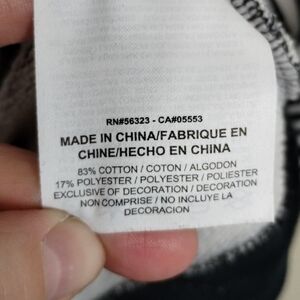 RN#56323 - CA#05553
MADE IN CHINA/FABRIQUE EN
CHINE/HECHO EN CHINA
83% COTTON / COTON / ALGODON
17% POLYESTER / POLYESTER / POLIESTER
EXCLUSIVE OF DECORATION / DECORATION
NON COMPRISE / NO INCLUYE LA
DECORACION